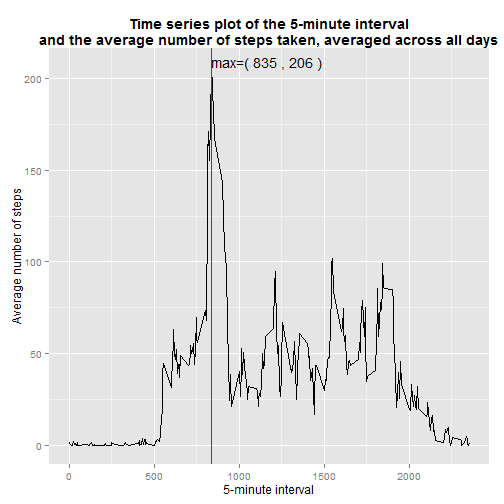 Time series plot of the 5-minute interval
and the average number of steps taken, averaged across all days
max=( 835 , 206 )
Average number of steps
200
150
100
50
0
0 500 1000 1500 2000
5-minute interval